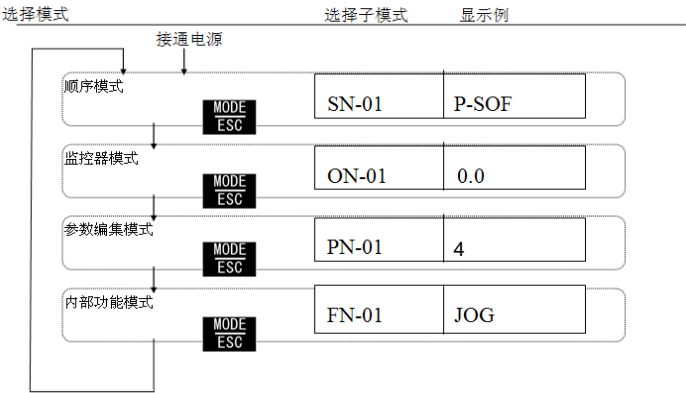 选择模式 选择子模式 显示例
接通电源
顺序模式
MODE
ESC
SN-01 P-SOF
监控器模式
MODE
ESC
ON-01 0.0
参数编集模式
MODE
ESC
PN-01 4
内部功能模式
MODE
ESC
FN-01 JOG